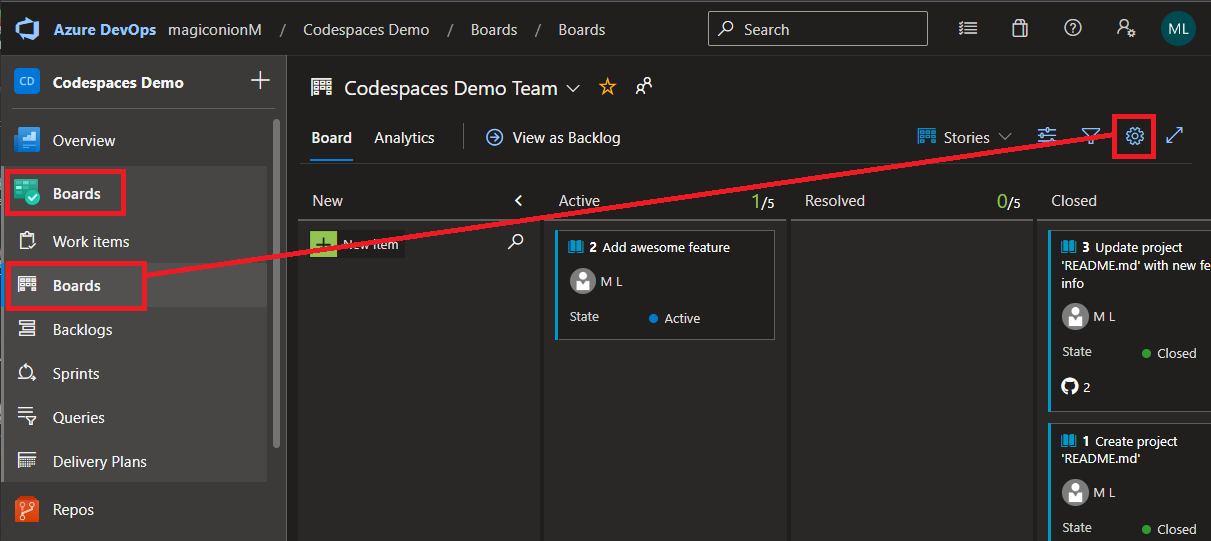 Azure DevOps magiconionM / Codespaces Demo / Boards / Boards
Search
ML
CD Codespaces Demo
Overview
Boards
Work items
Boards
Backlogs
Sprints
Queries
Delivery Plans
Repos
Codespaces Demo Team
Board Analytics View as Backlog
Stories
New
New item
Active 1/5
2 Add awesome feature
M L
State Active
Resolved 0/5
Closed
3 Update project
'README.md' with new fe
info
M L
State Closed
2
1 Create project
'README.md'
M L
State Closed